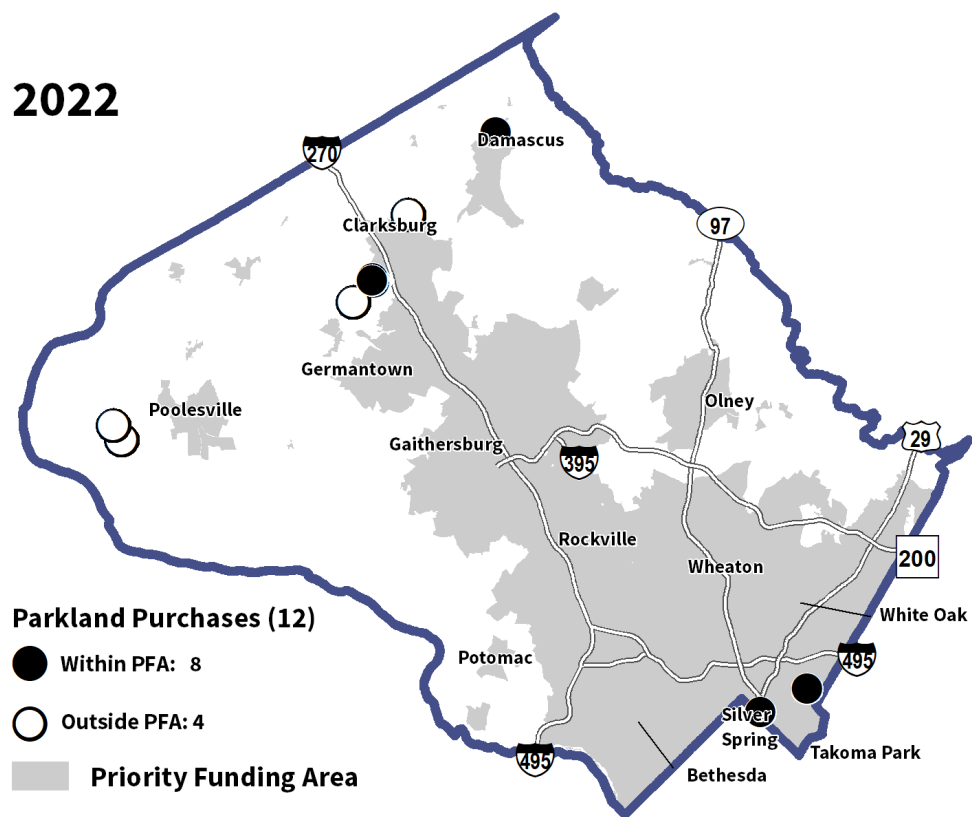 2022
Damascus
270
Clarksburg
97
Germantown
Poolesville
Olney
Gaithersburg
29
395
Rockville
200
Wheaton
White Oak
Parkland Purchases (12)
Within PFA: 8
Potomac
495
Outside PFA: 4
Silver
Spring
Takoma Park
495
Bethesda
Priority Funding Area